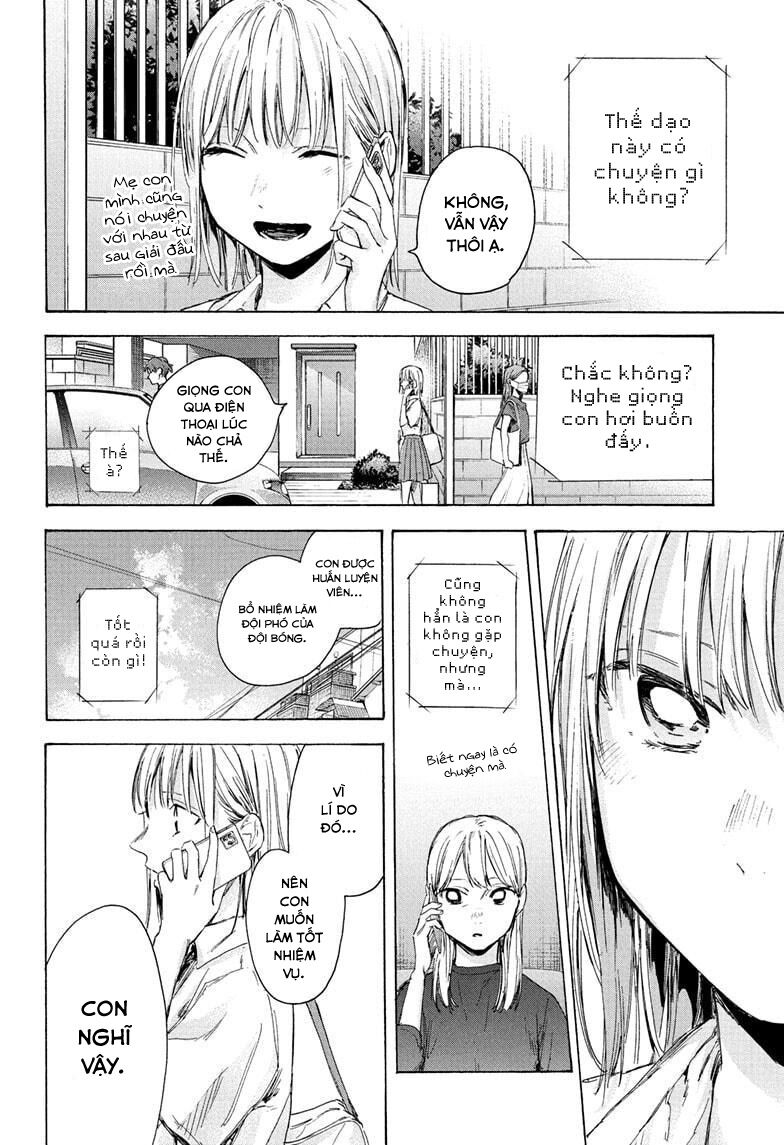 Thế dạo
này có
chuyện gì
không?
KHÔNG,
VẪN VẬY
THÔI Ạ.
Mẹ con
mình cũng
nói chuyện
với nhau từ
sau giải đấu
rồi mà
Chắc không?
Nghe giọng
con hơi buồn
đấy.
GIỌNG CON
QUA ĐIỆN
THOẠI LÚC
NÀO CHẢ
THẾ.
Thế
à?
Cũng
không
hẳn là con
không gặp
chuyện,
nhưng
mà...
Biết ngay là có
chuyện mà
CON ĐƯỢC
HUẤN LUYỆN
VIÊN...
BỔ NHIỆM LÀM
ĐỘI PHÓ CỦA
ĐỘI BÓNG.
Tốt
quá rồi
còn gì!
VÌ
LÍ DO
ĐÓ...
NÊN
CON
MUỐN
LÀM TỐT
NHIỆM
VỤ.
CON
NGHĨ
VẬY.